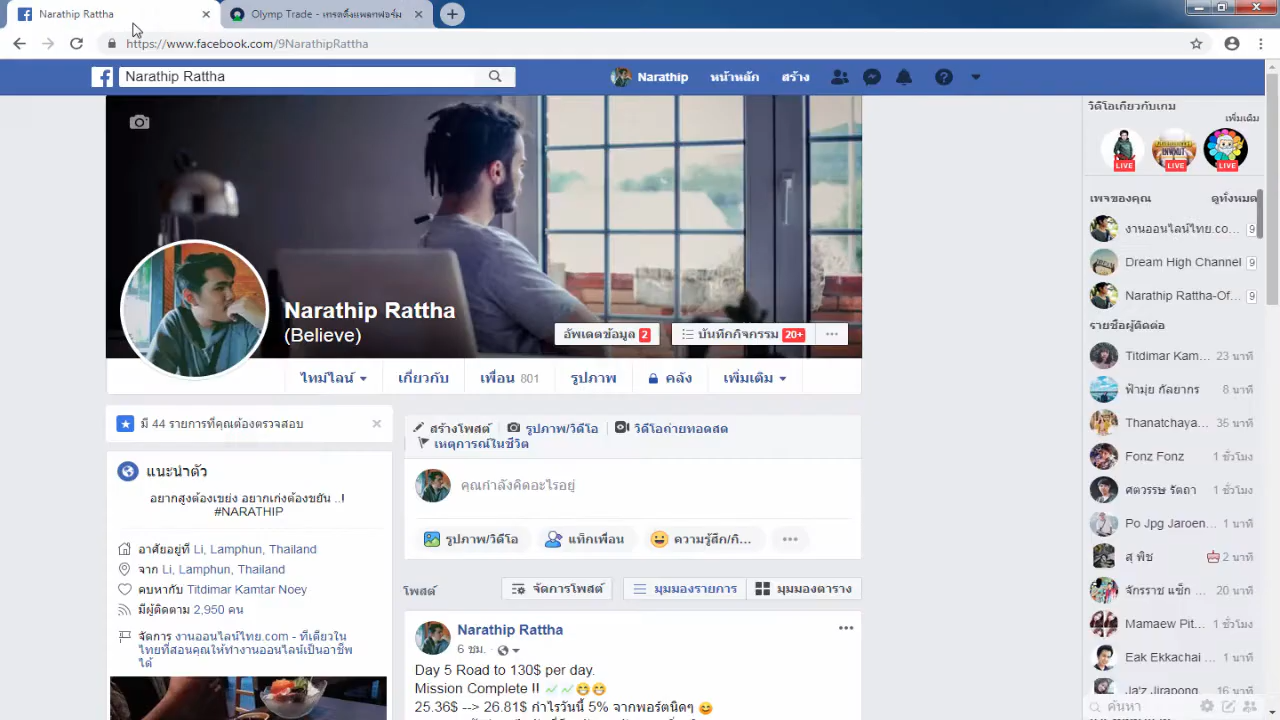 Narathip Rattha
Olymp Trade - เทรดดิ้งแพลทฟอร์ม
https://www.facebook.com/9NarathipRattha
Narathip Rattha
Narathip
หน้าหลัก
สร้าง
Narathip Rattha
(Believe)
อัพเดตข้อมูล 2
บันทึกกิจกรรม 20+
ไทม์ไลน์
เกี่ยวกับ
เพื่อน 801
รูปภาพ
คลัง
เพิ่มเติม
มี 44 รายการที่คุณต้องตรวจสอบ
แนะนำตัว
อยากสูงต้องเขย่ง อยากเก่งต้องขยัน ..!
#NARATHIP
อาศัยอยู่ที่ Li, Lamphun, Thailand
จาก Li, Lamphun, Thailand
คบหากับ Titdimar Kamtar Noey
มีผู้ติดตาม 2,950 คน
จัดการ งานออนไลน์ไทย.com - ที่เดียวใน
ไทยที่สอนคุณให้ทำงานออนไลน์เป็นอาชีพ
ได้
สร้างโพสต์
รูปภาพ/วิดีโอ
วิดีโอถ่ายทอดสด
เหตุการณ์ในชีวิต
คุณกำลังคิดอะไรอยู่
รูปภาพ/วิดีโอ
แท็กเพื่อน
ความรู้สึก/กิ...
โพสต์
จัดการโพสต์
มุมมองรายการ
มุมมองตาราง
Narathip Rattha
6 ชม.
Day 5 Road to 130$ per day.
Mission Complete !!
25.36$ --> 26.81$ กำไรวันนี้ 5% จากพอร์ตนิดๆ
วิดีโอเกี่ยวกับเกม
เพิ่มเติม
LIVE
LIVE
LIVE
เพจของคุณ
ดูทั้งหมด
งานออนไลน์ไทย.co... 9
Dream High Channel 9
Narathip Rattha-Of... 9
รายชื่อผู้ติดต่อ
Titdimar Kam... 23 นาที
ฟ้ามุ่ย กัลยากร 8 นาที
Thanatchaya... 35 นาที
Fonz Fonz 1 ชั่วโมง
ศตวรรษ รัตถา 1 ชั่วโมง
Po Jpg Jaroen... 1 นาที
สุ พิช 2 นาที
จักรราช แซ็ก ... 20 นาที
Mamaew Pit... 1 นาที
Eak Ekkachai ... 1 นาที
Ja'z Jirapong 1 นาที
ค้นหา